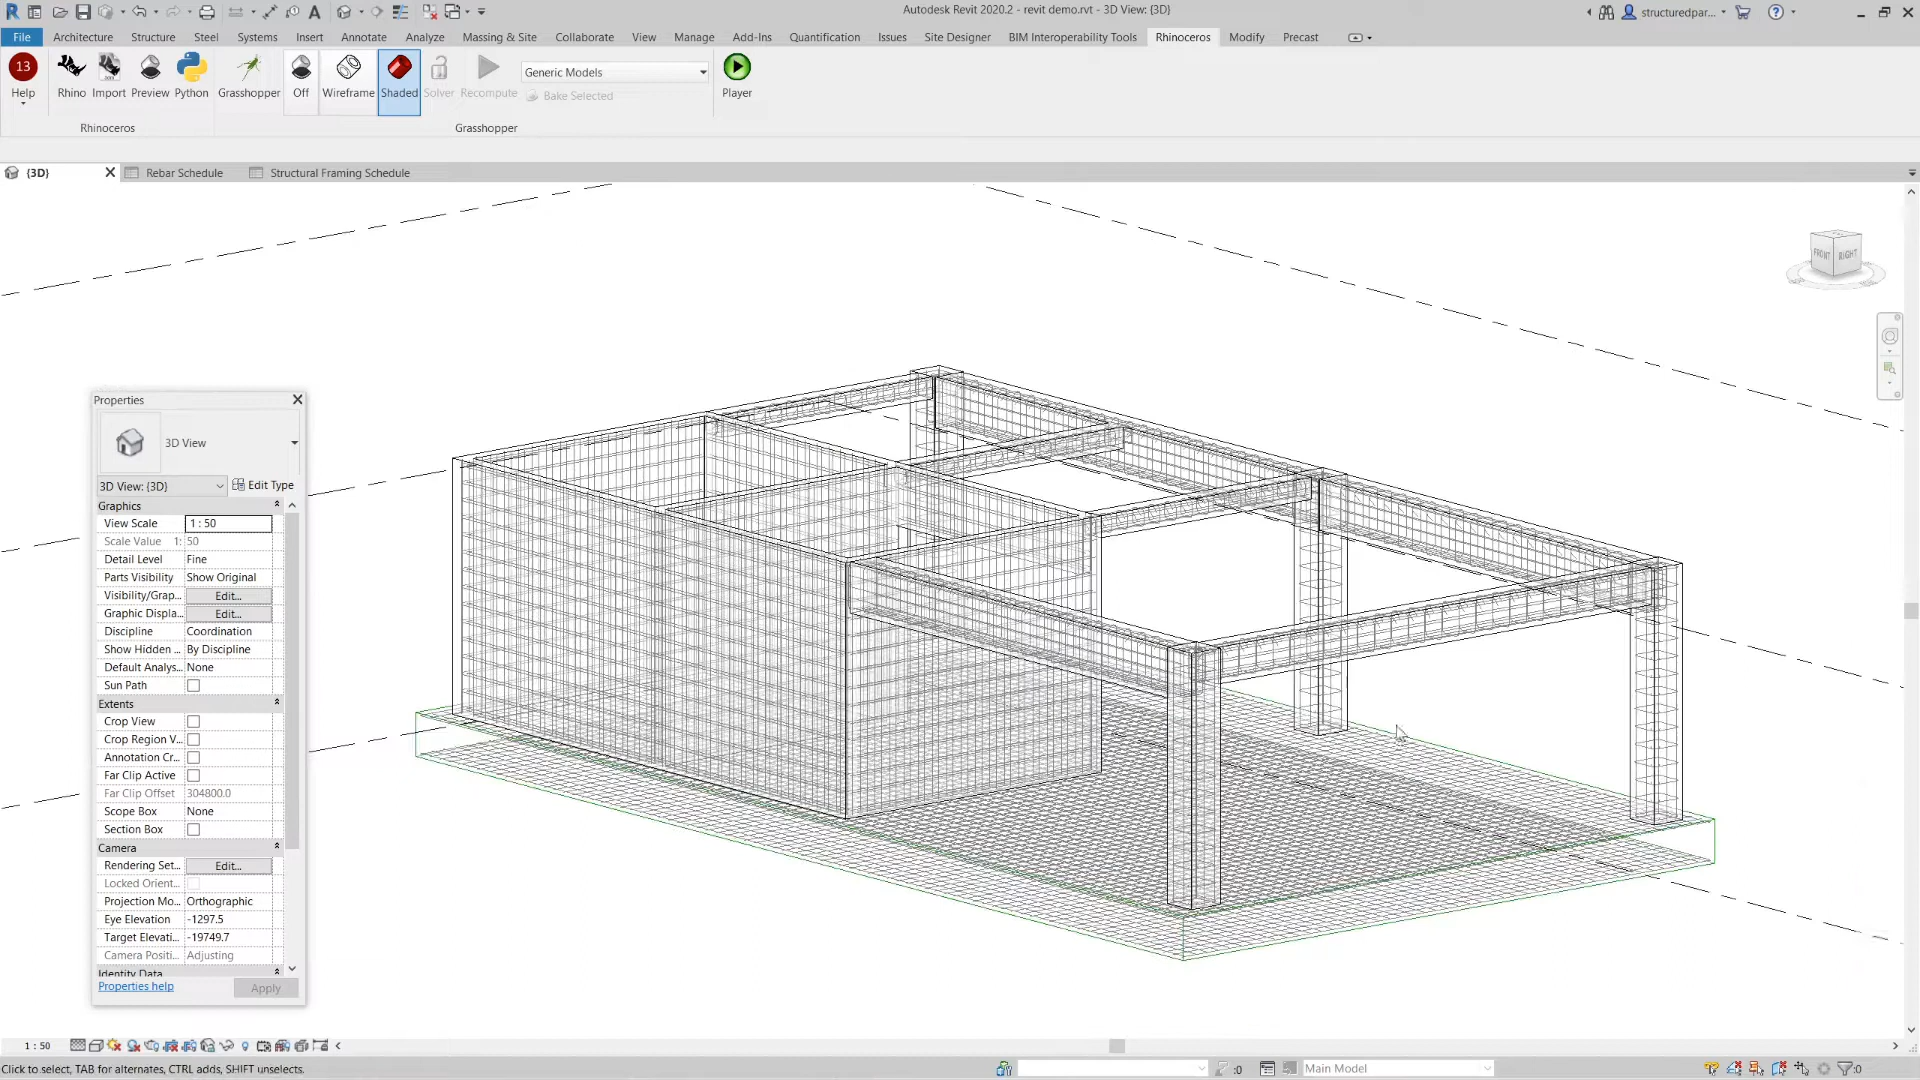 Autodesk Revit 2020.2 - revit demo.rvt - 3D View: {3D}
structuredpar...
File Architecture Structure Steel Systems Insert Annotate Analyze Massing & Site Collaborate View Manage Add-Ins Quantification Issues Site Designer BIM Interoperability Tools Rhinoceros Modify Precast
13
Help Rhino Import Preview Python Grasshopper Off Wireframe Shaded Solver Recompute
Generic Models
Bake Selected
Player
Rhinoceros
Grasshopper
{3D}
Rebar Schedule
Structural Framing Schedule
FRONT RIGHT
Properties
3D View
3D View: {3D}
Edit Type
Graphics
View Scale 1 : 50
Scale Value 1: 50
Detail Level Fine
Parts Visibility Show Original
Visibility/Grap... Edit...
Graphic Displa... Edit...
Discipline Coordination
Show Hidden ... By Discipline
Default Analys... None
Sun Path
Extents
Crop View
Crop Region V...
Annotation Cr...
Far Clip Active
Far Clip Offset 304800.0
Scope Box None
Section Box
Camera
Rendering Set... Edit...
Locked Orient...
Projection Mo... Orthographic
Eye Elevation -1297.5
Target Elevati... -19749.7
Camera Positi... Adjusting
Identity Data
Properties help
Apply
1 : 50
Click to select, TAB for alternates, CTRL adds, SHIFT unselects.
:0
Main Model
:0